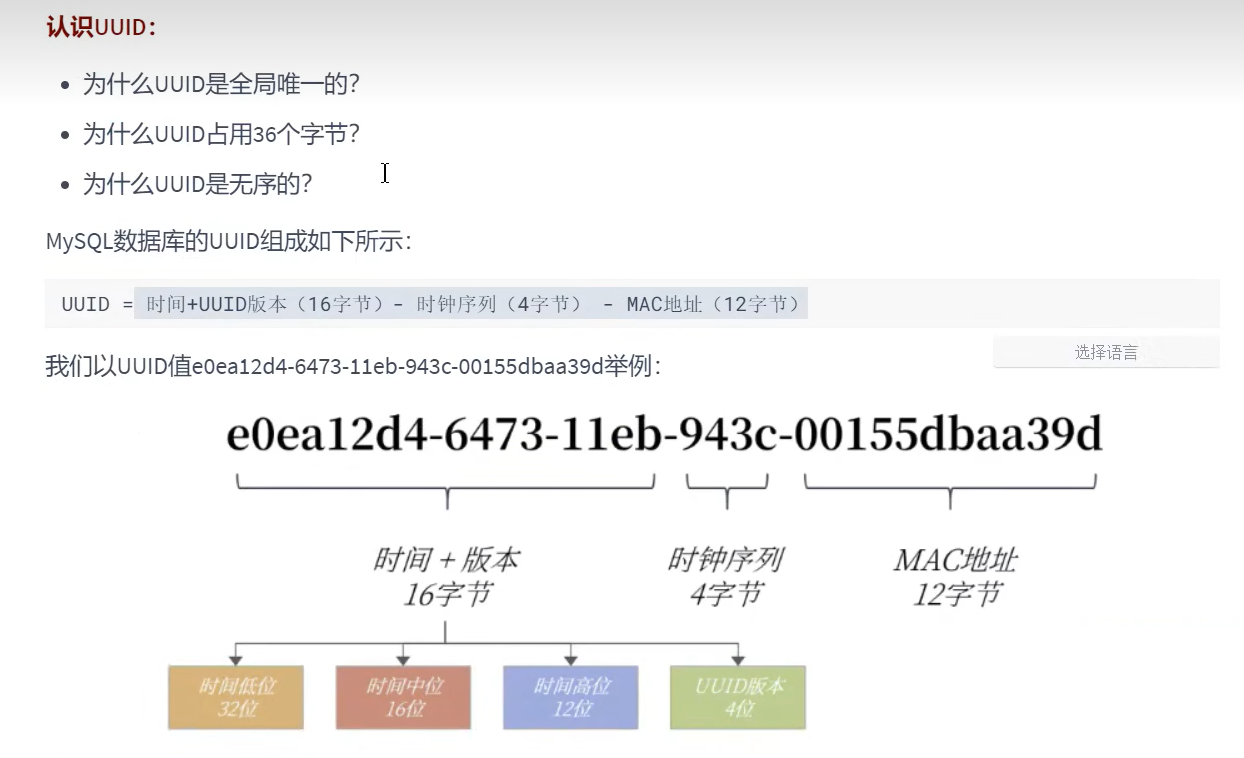 认识UUID：
为什么UUID是全局唯一的？
为什么UUID占用36个字节？
为什么UUID是无序的？
MySQL数据库的UUID组成如下所示：
UUID = 时间+UUID版本（16字节）- 时钟序列（4字节） - MAC地址（12字节）
选择语言
我们以UUID值e0ea12d4-6473-11eb-943c-00155dbaa39d举例：
e0ea12d4-6473-11eb-943c-00155dbaa39d
时间 + 版本 时钟序列 MAC地址
16字节 4字节 12字节
时间低位 时间中位 时间高位 UUID版本
32位 16位 12位 4位